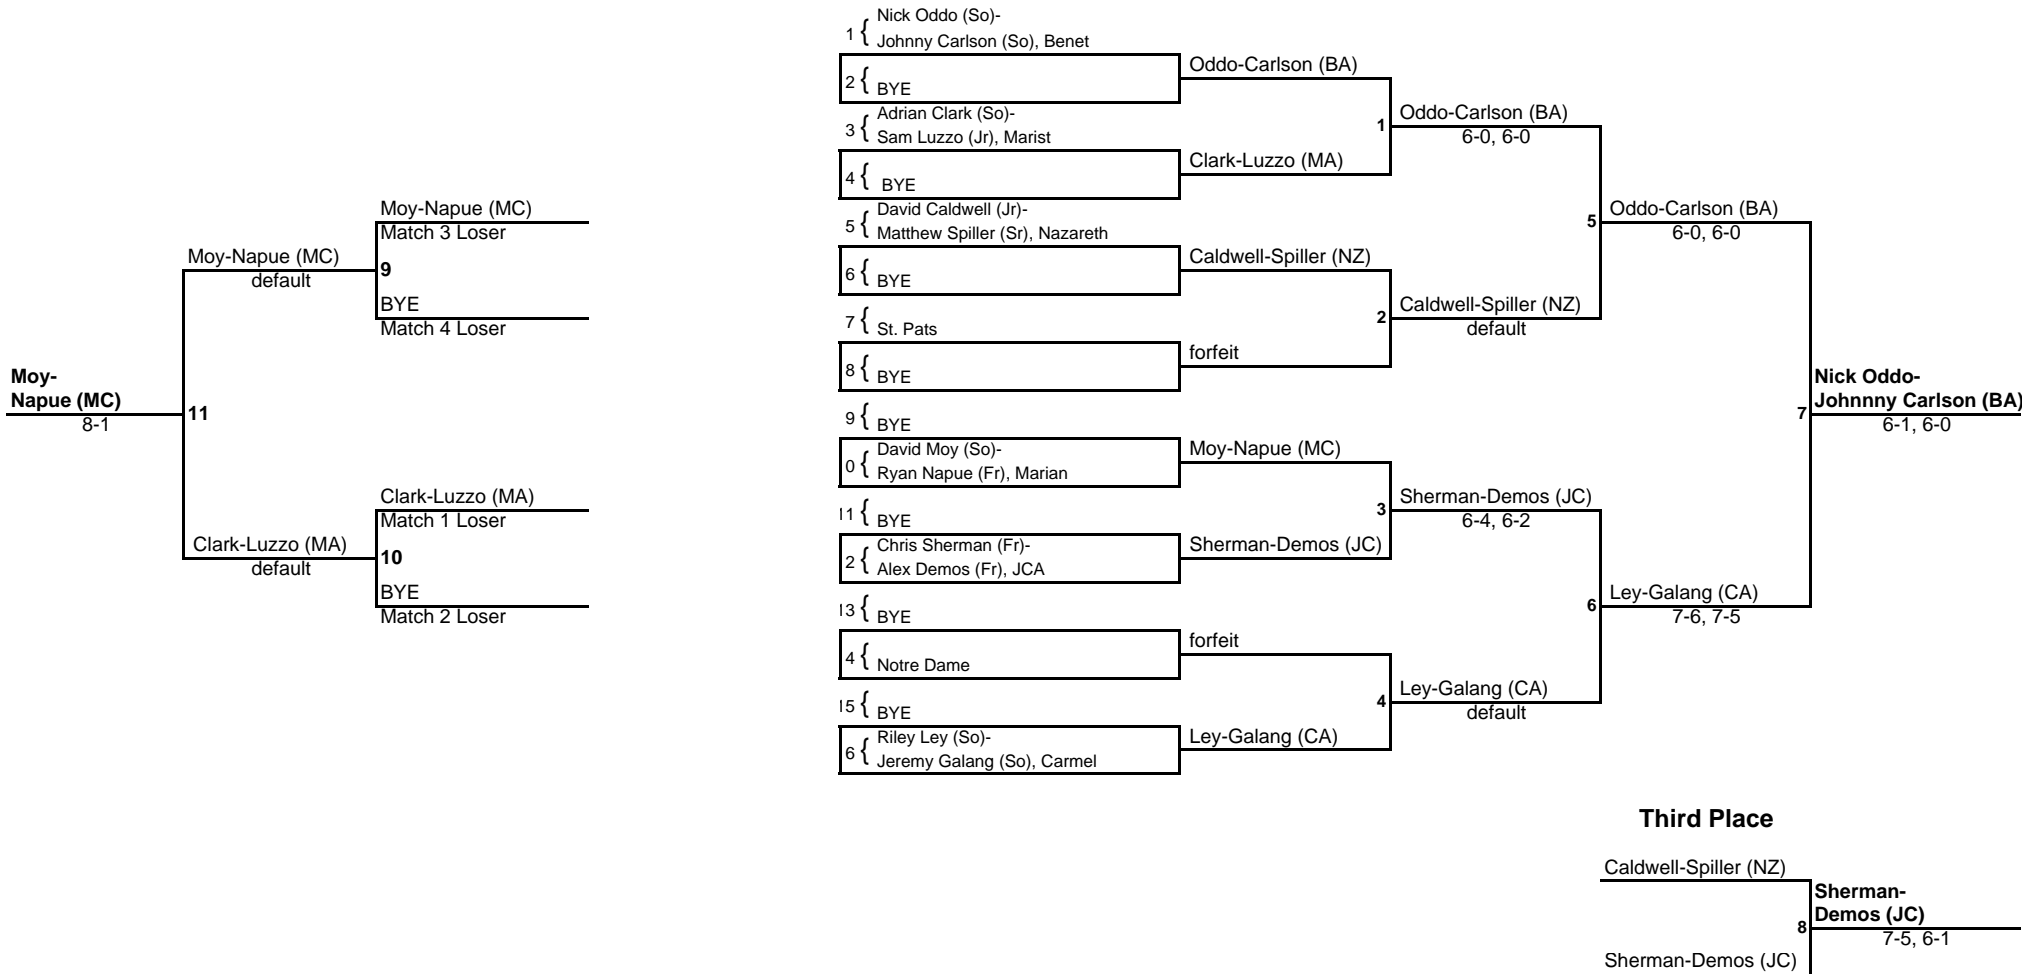 Moy-
Napue (MC)
8-1
11
Moy-Napue (MC)
default
Clark-Luzzo (MA)
default
Moy-Napue (MC)
Match 3 Loser
9
BYE
Match 4 Loser
Clark-Luzzo (MA)
Match 1 Loser
10
BYE
Match 2 Loser
1 { Nick Oddo (So)-
Johnny Carlson (So), Benet
2 { BYE
3 { Adrian Clark (So)-
Sam Luzzo (Jr), Marist
4 { BYE
5 { David Caldwell (Jr)-
Matthew Spiller (Sr), Nazareth
6 { BYE
7 { St. Pats
8 { BYE
9 { BYE
0 { David Moy (So)-
Ryan Napue (Fr), Marian
11 { BYE
2 { Chris Sherman (Fr)-
Alex Demos (Fr), JCA
13 { BYE
4 { Notre Dame
15 { BYE
6 { Riley Ley (So)-
Jeremy Galang (So), Carmel
Oddo-Carlson (BA)
Clark-Luzzo (MA)
Caldwell-Spiller (NZ)
forfeit
Moy-Napue (MC)
Sherman-Demos (JC)
forfeit
Ley-Galang (CA)
1
Oddo-Carlson (BA)
6-0, 6-0
2
Caldwell-Spiller (NZ)
default
3
Sherman-Demos (JC)
6-4, 6-2
4
Ley-Galang (CA)
default
5
Oddo-Carlson (BA)
6-0, 6-0
6
Ley-Galang (CA)
7-6, 7-5
7
Nick Oddo-
Johnnny Carlson (BA)
6-1, 6-0
Third Place
Caldwell-Spiller (NZ)
8
Sherman-
Demos (JC)
7-5, 6-1
Sherman-Demos (JC)